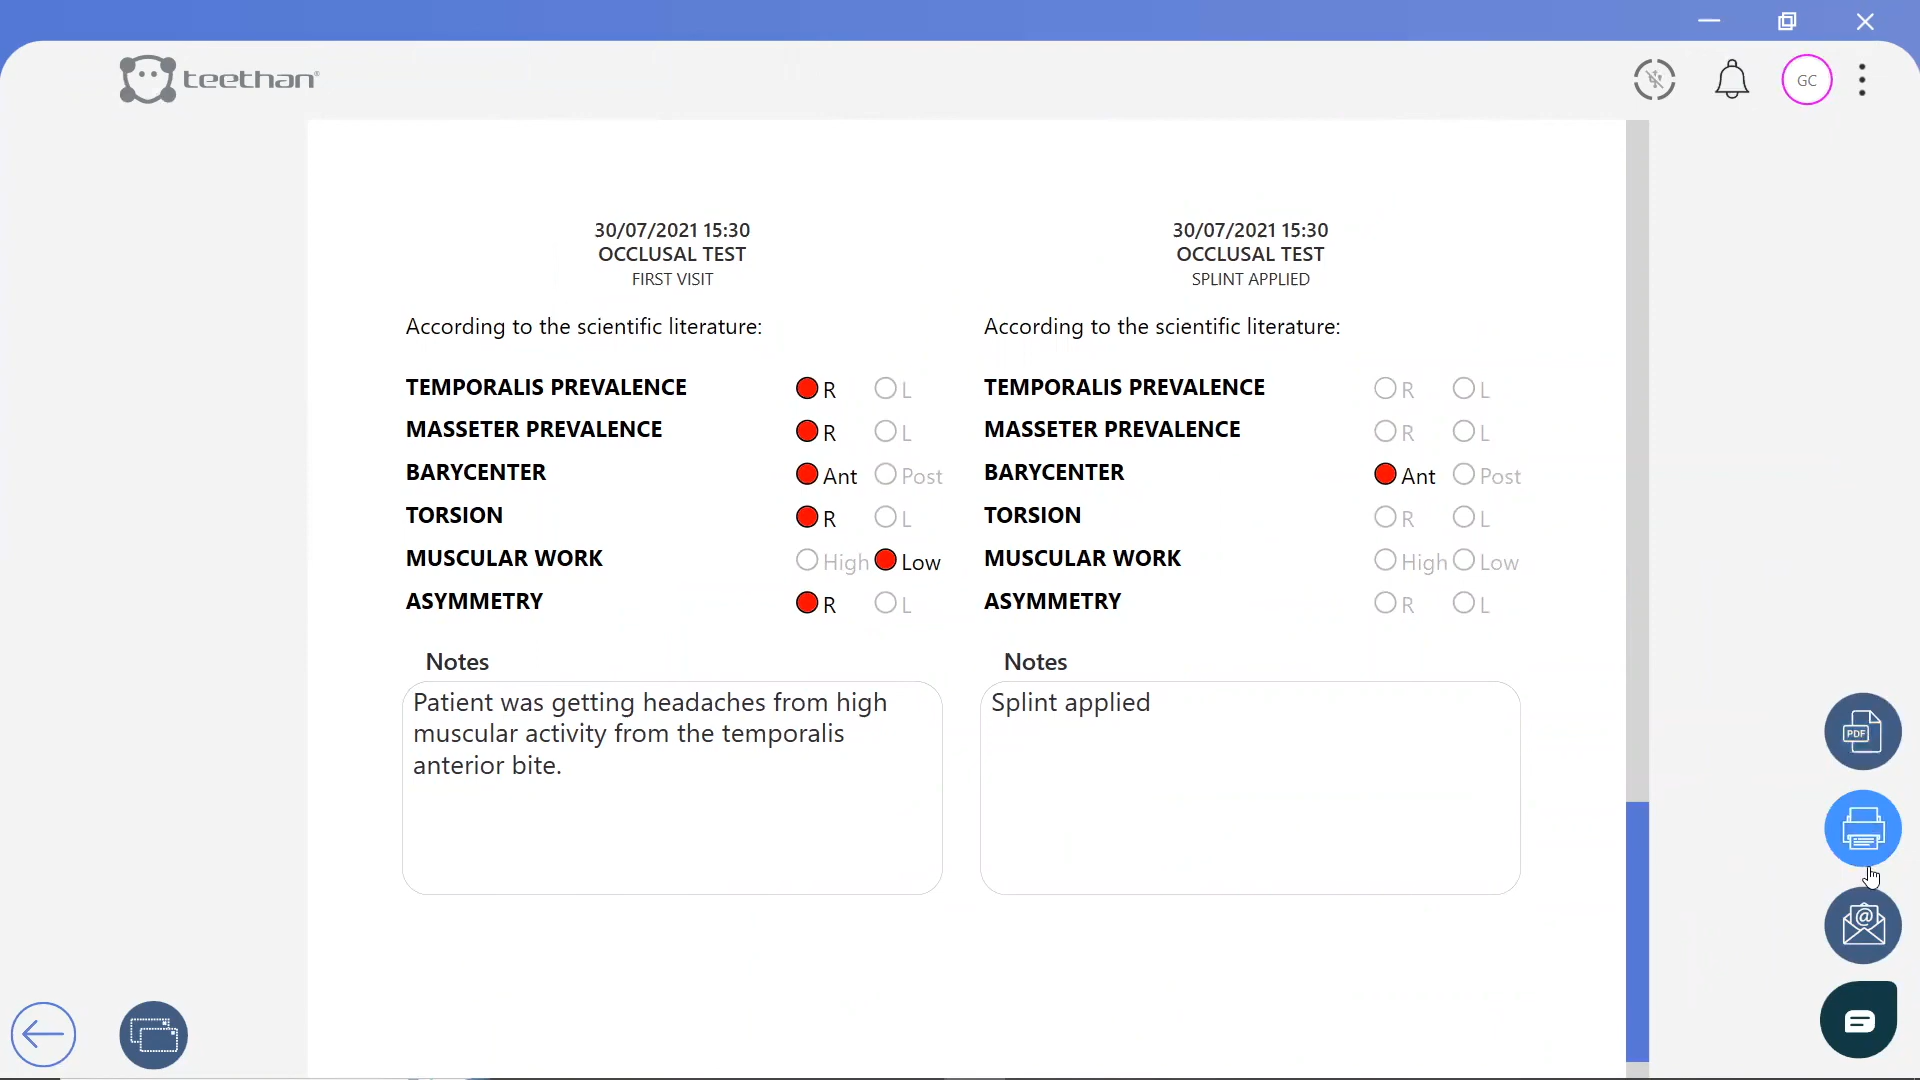 teethan®
GC
30/07/2021 15:30
OCCLUSAL TEST
FIRST VISIT
According to the scientific literature:
TEMPORALIS PREVALENCE R L
MASSETER PREVALENCE R L
BARYCENTER Ant Post
TORSION R L
MUSCULAR WORK High Low
ASYMMETRY R L
Notes
Patient was getting headaches from high
muscular activity from the temporalis
anterior bite.
30/07/2021 15:30
OCCLUSAL TEST
SPLINT APPLIED
According to the scientific literature:
TEMPORALIS PREVALENCE R L
MASSETER PREVALENCE R L
BARYCENTER Ant Post
TORSION R L
MUSCULAR WORK High Low
ASYMMETRY R L
Notes
Splint applied
PDF
@